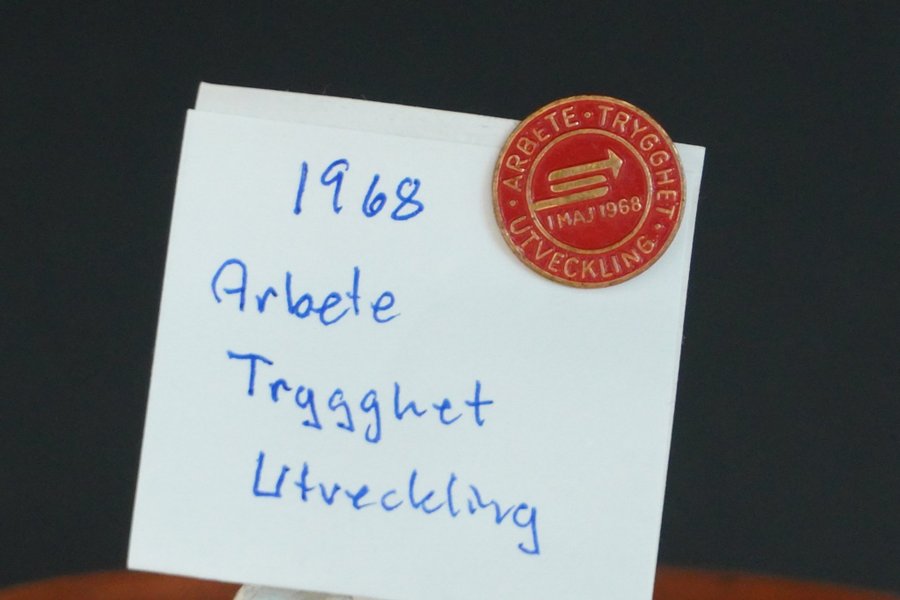 1968
Arbete
Trygghet
Utveckling
ARBETE · TRYGGHET · UTVECKLING ·
1 MAJ 1968